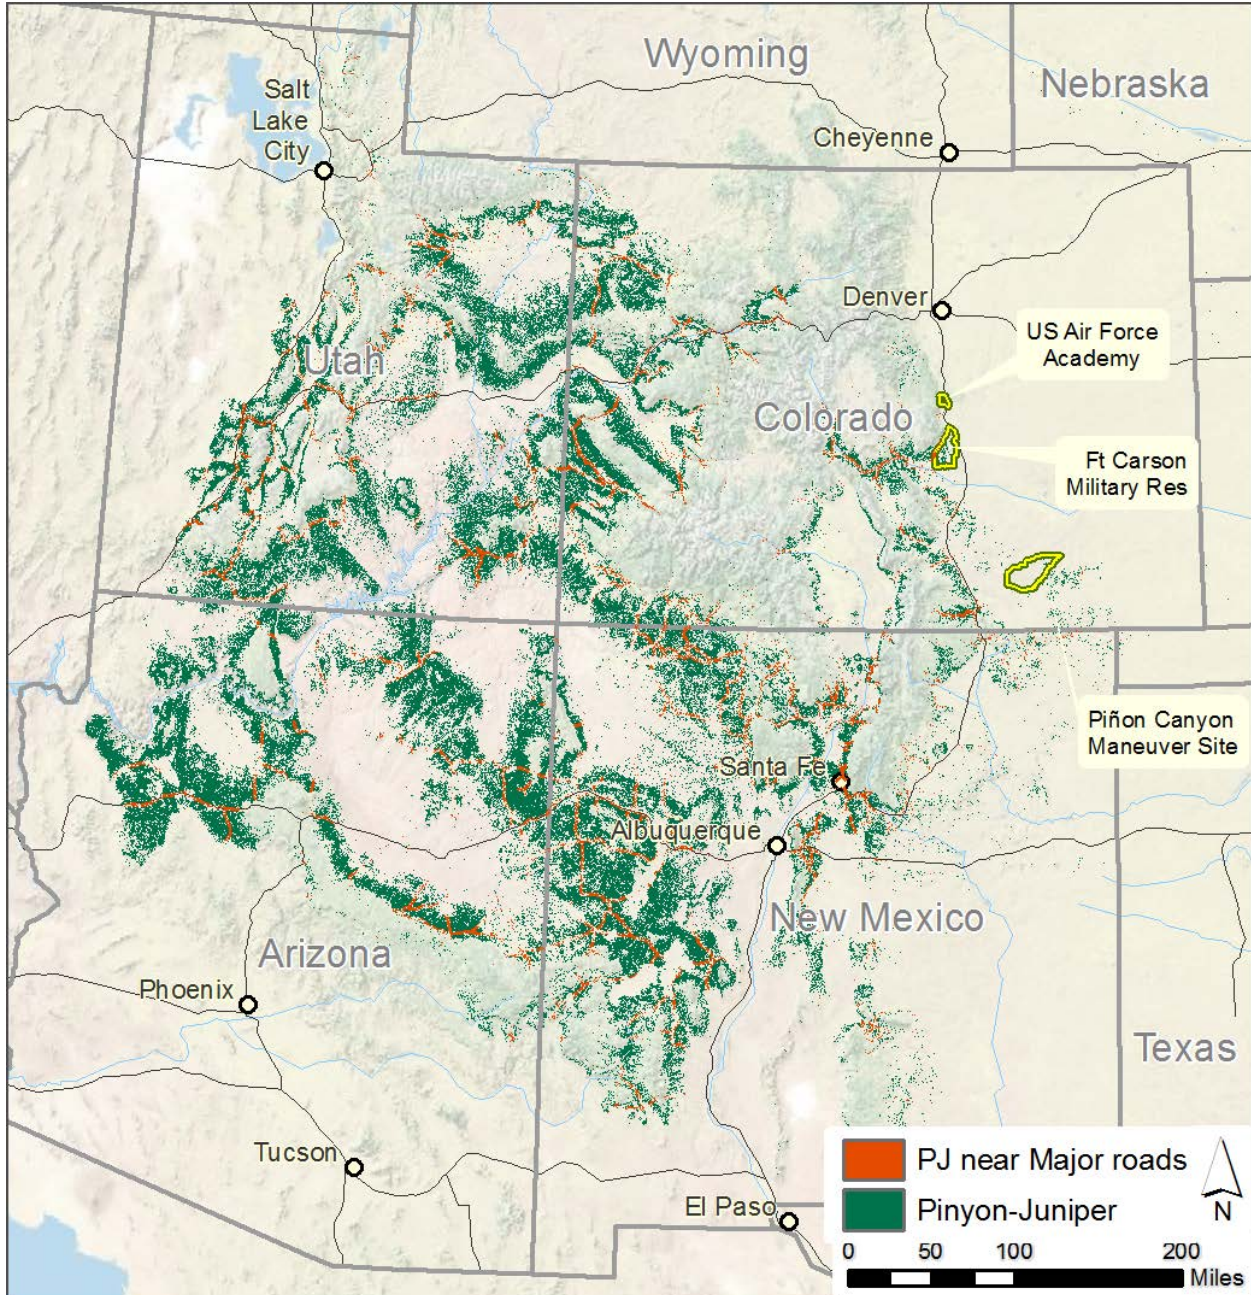 Wyoming
Nebraska
Salt
Lake
City
Cheyenne
Denver
US Air Force
Academy
Utah
Colorado
Ft Carson
Military Res
Piñon Canyon
Maneuver Site
Santa Fe
Albuquerque
New Mexico
Arizona
Phoenix
Texas
Tucson
El Paso
PJ near Major roads
Pinyon-Juniper
N
0 50 100 200
Miles